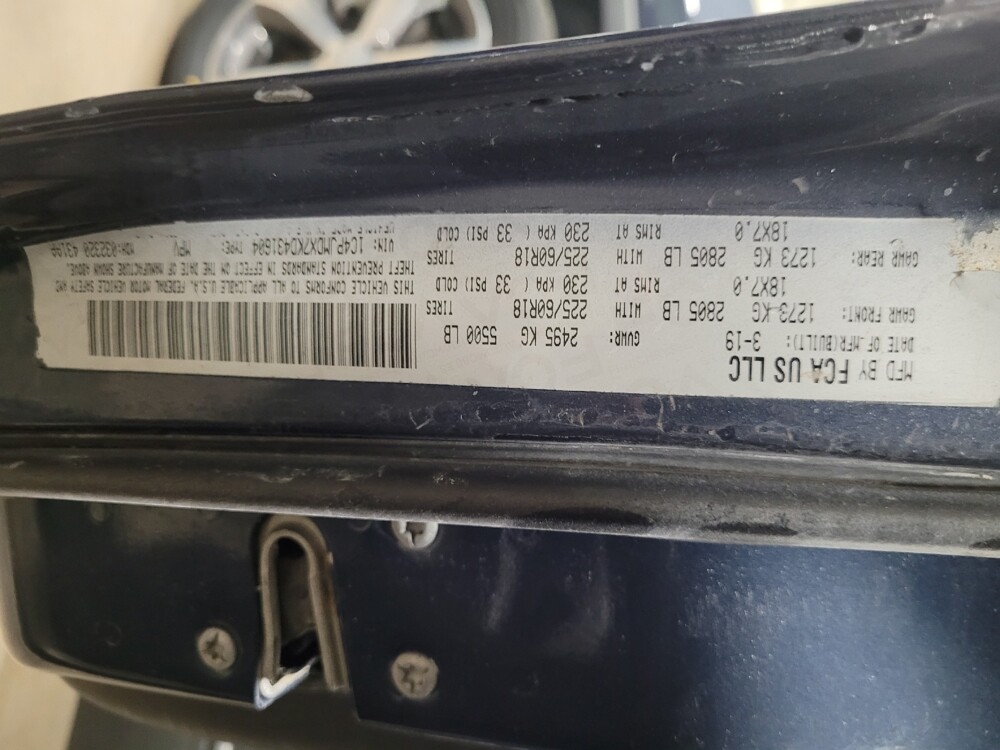 MFD BY FCA US LLC
DATE OF MFR(BUILT): 3-19 GVWR: 2495 KG 5500 LB
GAWR FRONT: 1273 KG 2805 LB WITH 225/60R18 TIRES
18X7.0 RIMS AT 230 KPA ( 33 PSI) COLD
GAWR REAR: 1273 KG 2805 LB WITH 225/60R18 TIRES
18X7.0 RIMS AT 230 KPA ( 33 PSI) COLD
THIS VEHICLE CONFORMS TO ALL APPLICABLE U.S.A. FEDERAL MOTOR VEHICLE SAFETY AND
THEFT PREVENTION STANDARDS IN EFFECT ON THE DATE OF MANUFACTURE SHOWN ABOVE.
VIN: 1C4PJMDX7KD431604 TYPE: MPV MDH:032320